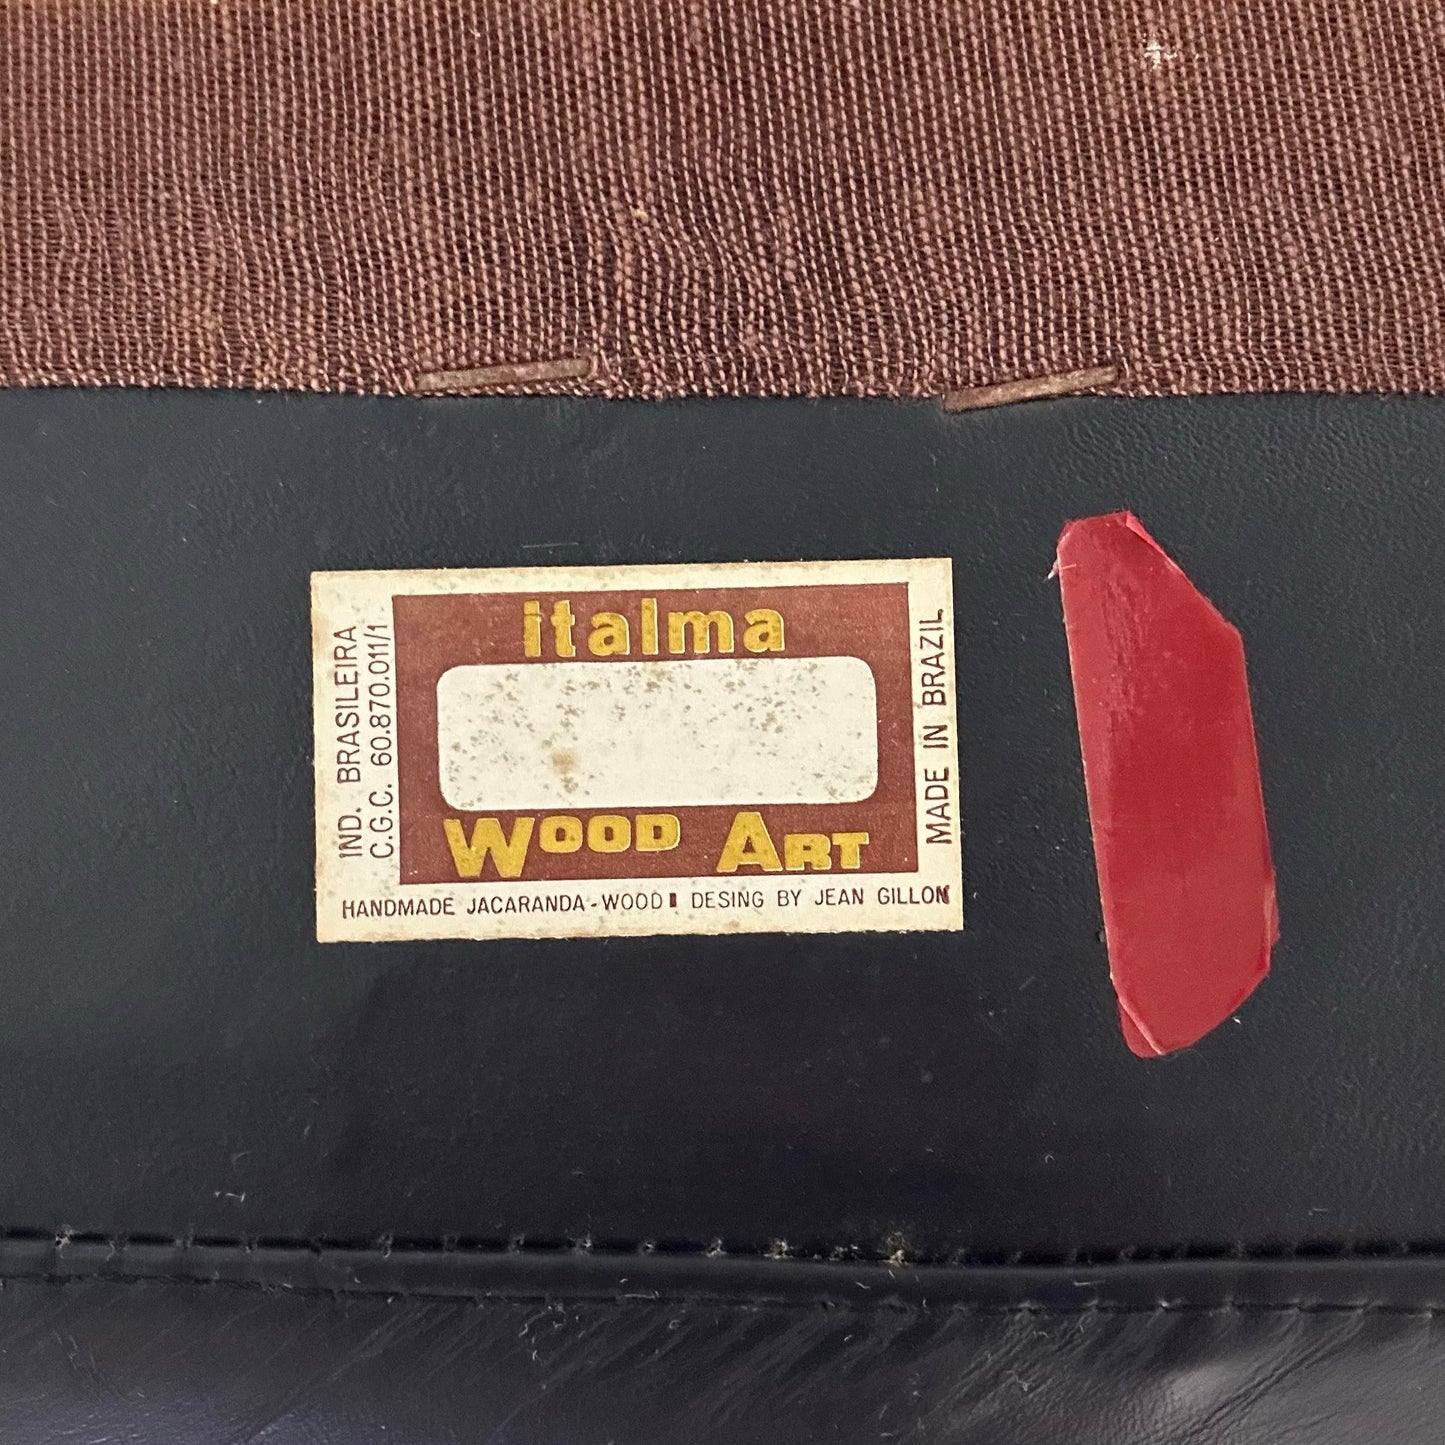 italma
WOOD ART
IND. BRASILEIRA
C.G.C. 60.870.011/1
MADE IN BRAZIL
HANDMADE JACARANDA-WOOD DESING BY JEAN GILLON